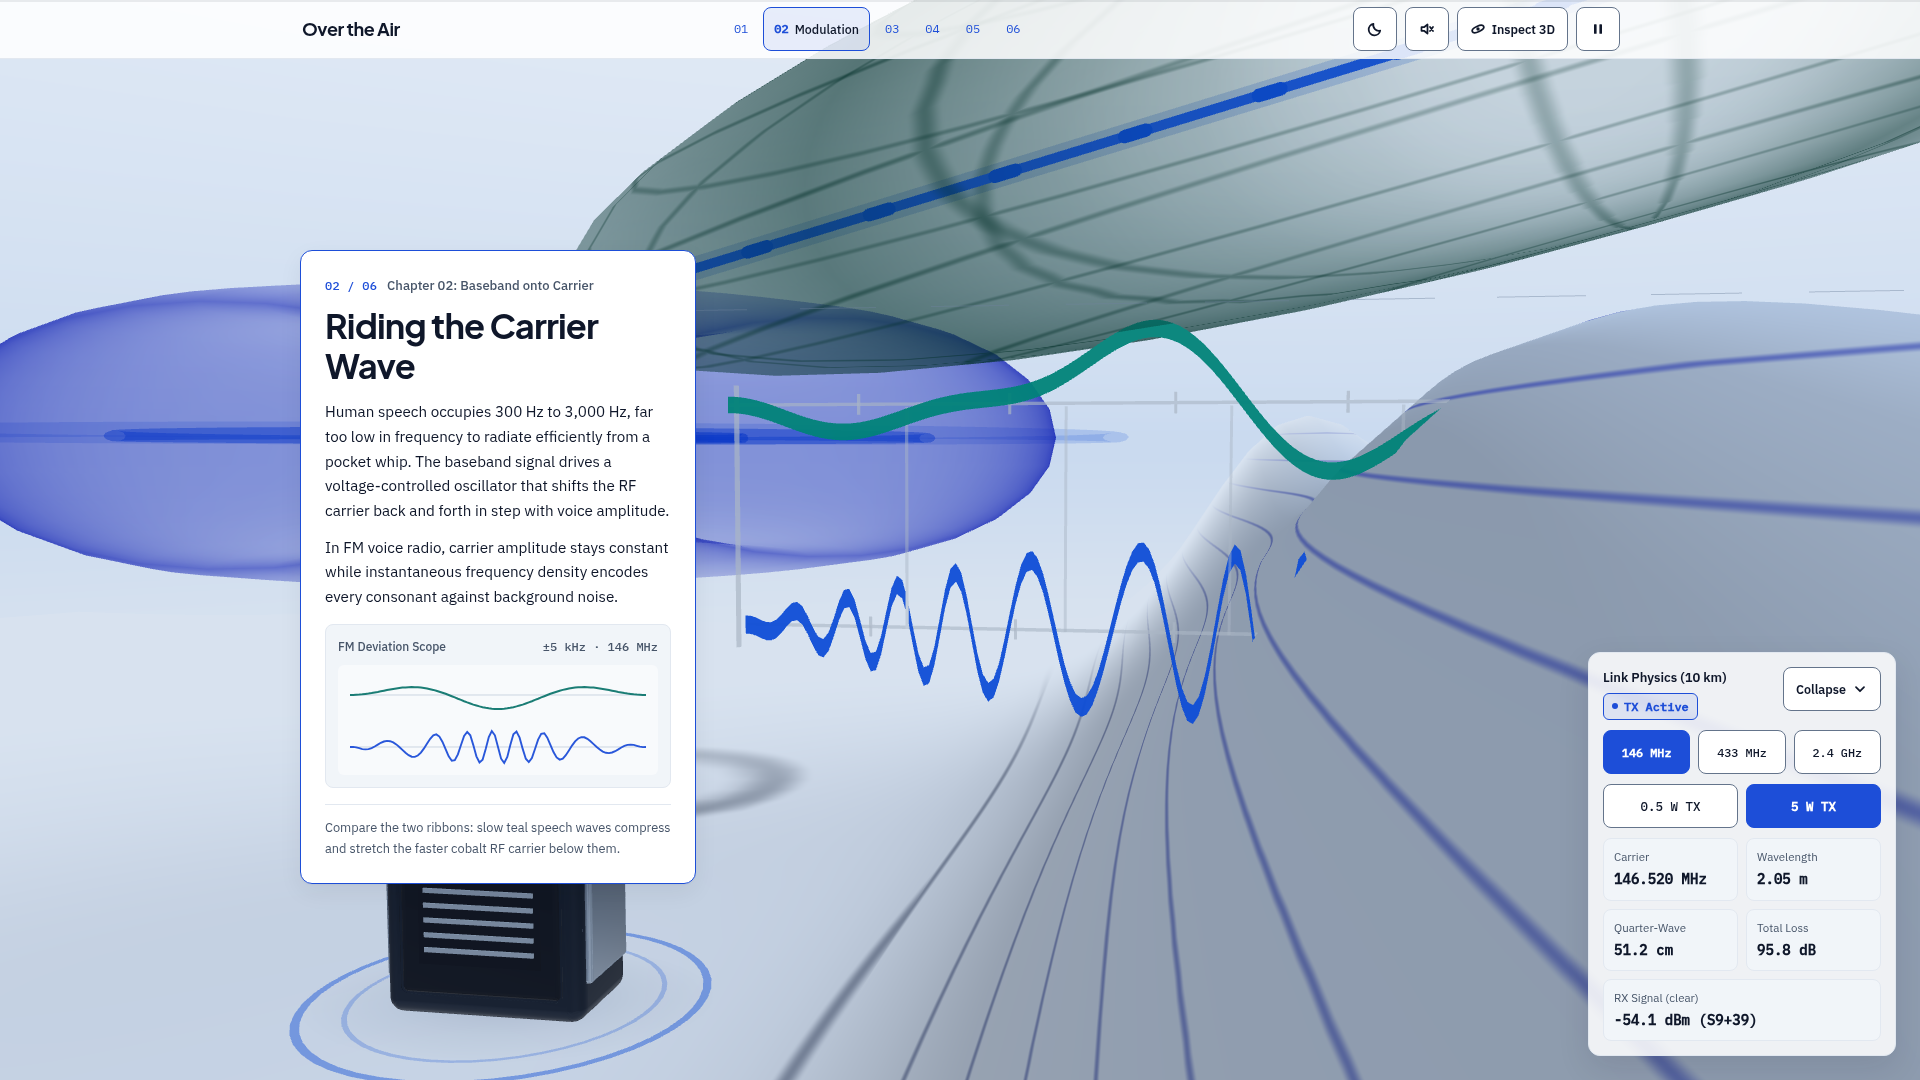 Over the Air
01
02 Modulation
03
04
05
06
Inspect 3D
02 / 06 Chapter 02: Baseband onto Carrier
Riding the Carrier
Wave
Human speech occupies 300 Hz to 3,000 Hz, far
too low in frequency to radiate efficiently from a
pocket whip. The baseband signal drives a
voltage-controlled oscillator that shifts the RF
carrier back and forth in step with voice amplitude.
In FM voice radio, carrier amplitude stays constant
while instantaneous frequency density encodes
every consonant against background noise.
FM Deviation Scope
±5 kHz · 146 MHz
Compare the two ribbons: slow teal speech waves compress
and stretch the faster cobalt RF carrier below them.
Link Physics (10 km)
TX Active
Collapse
146 MHz
433 MHz
2.4 GHz
0.5 W TX
5 W TX
Carrier
146.520 MHz
Wavelength
2.05 m
Quarter-Wave
51.2 cm
Total Loss
95.8 dB
RX Signal (clear)
-54.1 dBm (S9+39)